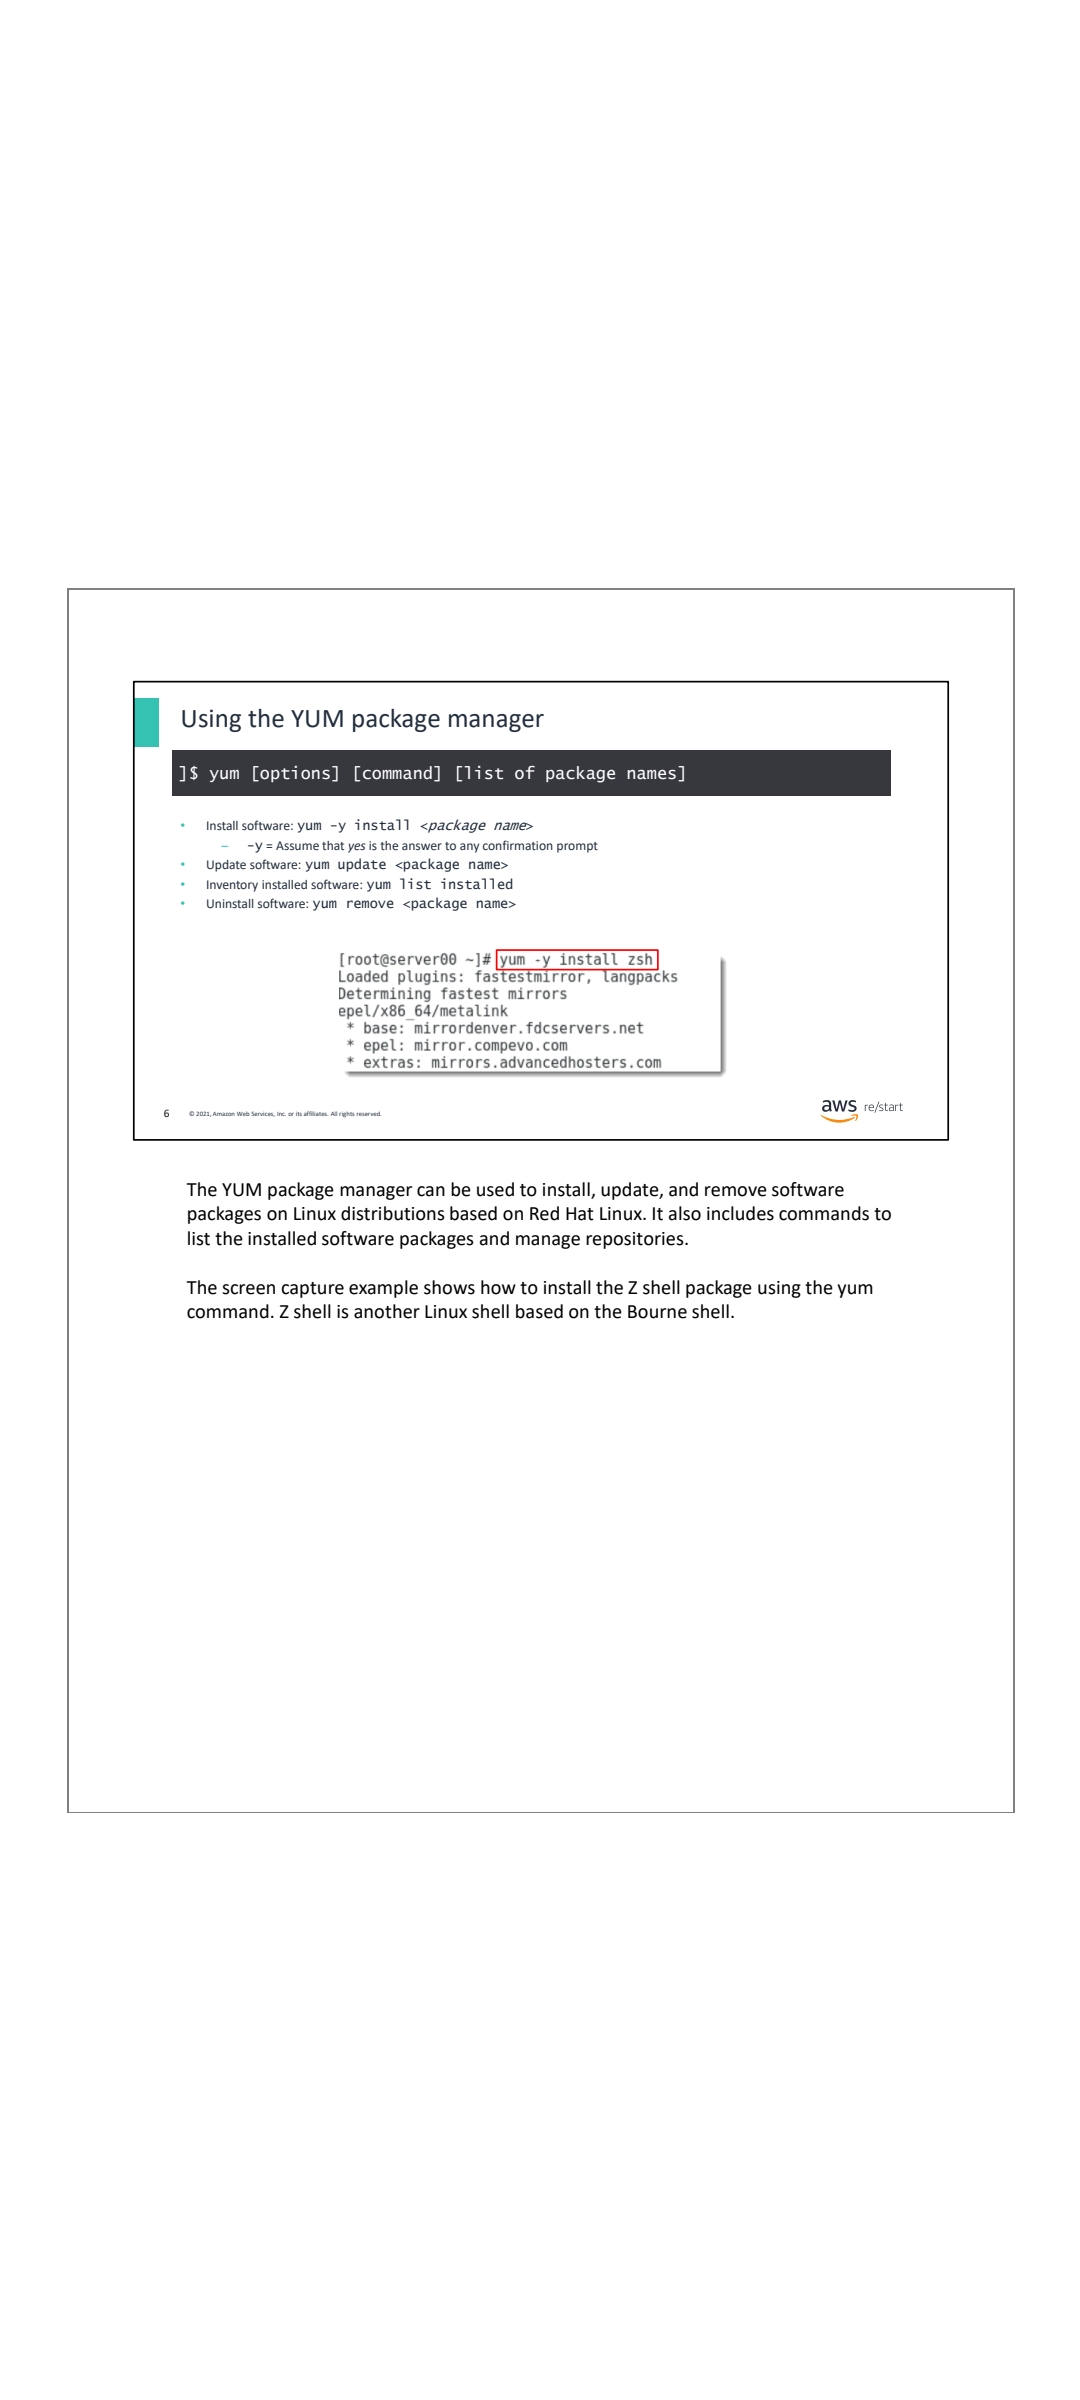 Using the YUM package manager
]$ yum [options] [command] [list of package names]
• Install software: yum -y install <package name>
– -y = Assume that yes is the answer to any confirmation prompt
• Update software: yum update <package name>
• Inventory installed software: yum list installed
• Uninstall software: yum remove <package name>
[root@server00 ~]# yum -y install zsh
Loaded plugins: fastestmirror, langpacks
Determining fastest mirrors
epel/x86_64/metalink
* base: mirrordenver.fdcservers.net
* epel: mirror.compevo.com
* extras: mirrors.advancedhosters.com
6 © 2021, Amazon Web Services, Inc. or its affiliates. All rights reserved.
aws re/start
The YUM package manager can be used to install, update, and remove software
packages on Linux distributions based on Red Hat Linux. It also includes commands to
list the installed software packages and manage repositories.
The screen capture example shows how to install the Z shell package using the yum
command. Z shell is another Linux shell based on the Bourne shell.